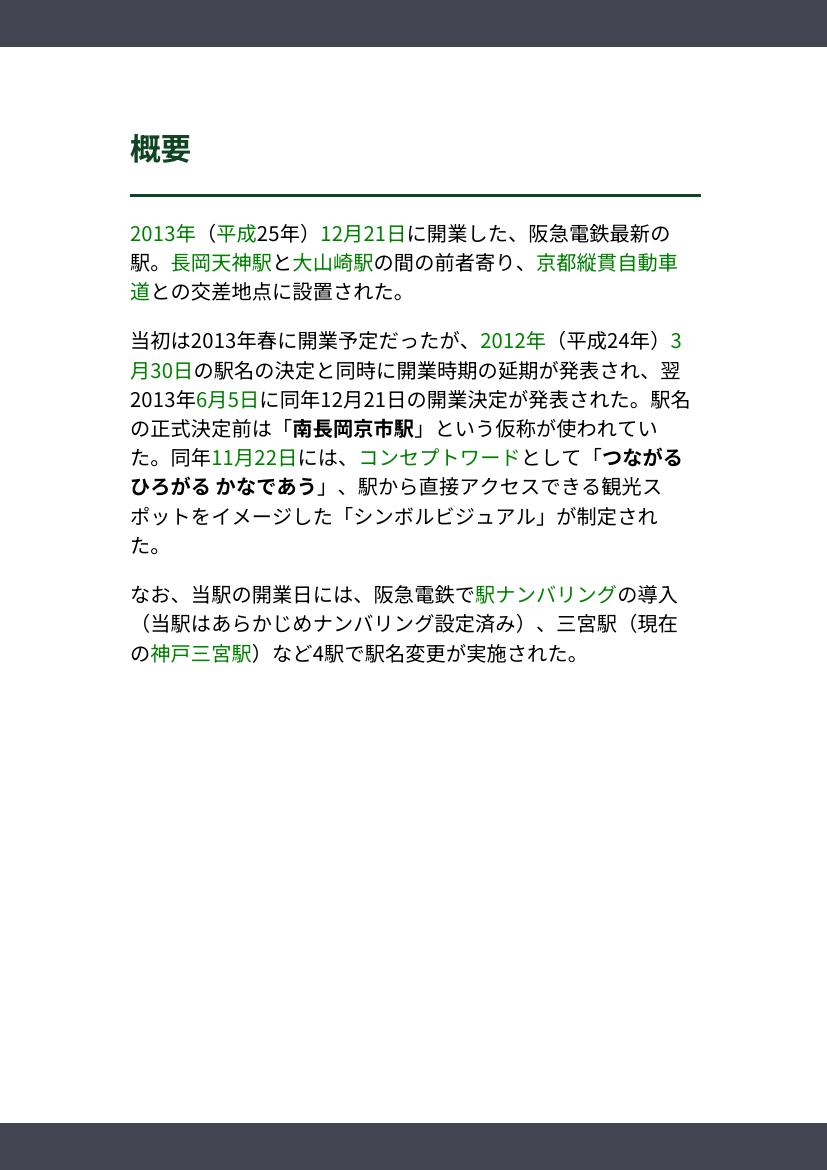 概要
2013年（平成25年）12月21日に開業した、阪急電鉄最新の
駅。長岡天神駅と大山崎駅の間の前者寄り、京都縦貫自動車
道との交差地点に設置された。
当初は2013年春に開業予定だったが、2012年（平成24年）3
月30日の駅名の決定と同時に開業時期の延期が発表され、翌
2013年6月5日に同年12月21日の開業決定が発表された。駅名
の正式決定前は「南長岡京市駅」という仮称が使われてい
た。同年11月22日には、コンセプトワードとして「つながる
ひろがる かなであう」、駅から直接アクセスできる観光ス
ポットをイメージした「シンボルビジュアル」が制定され
た。
なお、当駅の開業日には、阪急電鉄で駅ナンバリングの導入
（当駅はあらかじめナンバリング設定済み）、三宮駅（現在
の神戸三宮駅）など4駅で駅名変更が実施された。